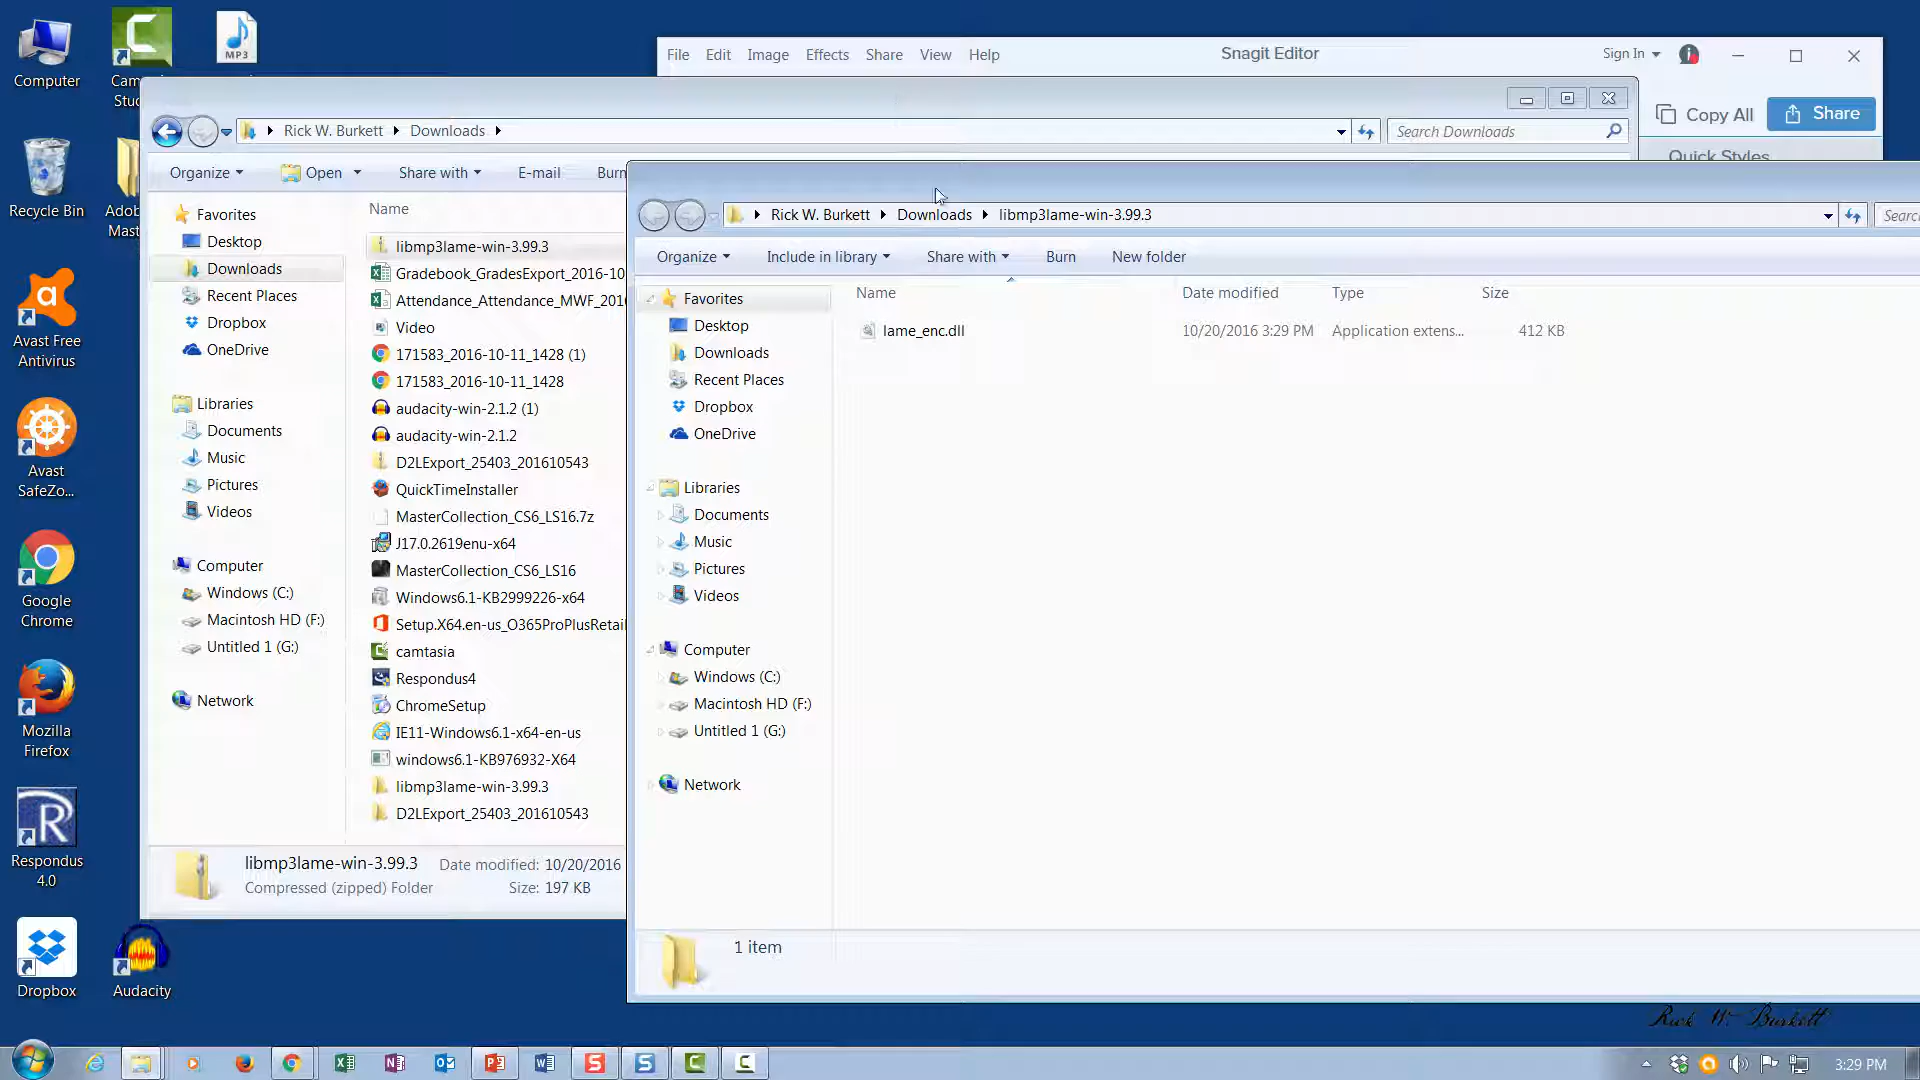 Computer
Cam
Stud
MP3
Recycle Bin
Adob
Mast
Avast Free
Antivirus
Avast
SafeZo...
Google
Chrome
Mozilla
Firefox
Respondus
4.0
Dropbox
Audacity
File Edit Image Effects Share View Help
Snagit Editor
Sign In
Copy All
Share
Quick Styles
Rick W. Burkett Downloads
Search Downloads
Organize Open Share with E-mail Burn
Favorites
Desktop
Downloads
Recent Places
Dropbox
OneDrive
Libraries
Documents
Music
Pictures
Videos
Computer
Windows (C:)
Macintosh HD (F:)
Untitled 1 (G:)
Network
Name
libmp3lame-win-3.99.3
Gradebook_GradesExport_2016-10
Attendance_Attendance_MWF_201
Video
171583_2016-10-11_1428 (1)
171583_2016-10-11_1428
audacity-win-2.1.2 (1)
audacity-win-2.1.2
D2LExport_25403_201610543
QuickTimeInstaller
MasterCollection_CS6_LS16.7z
J17.0.2619enu-x64
MasterCollection_CS6_LS16
Windows6.1-KB2999226-x64
Setup.X64.en-us_O365ProPlusRetail
camtasia
Respondus4
ChromeSetup
IE11-Windows6.1-x64-en-us
windows6.1-KB976932-X64
libmp3lame-win-3.99.3
D2LExport_25403_201610543
libmp3lame-win-3.99.3 Date modified: 10/20/2016
Compressed (zipped) Folder Size: 197 KB
Rick W. Burkett Downloads libmp3lame-win-3.99.3
Searc
Organize Include in library Share with Burn New folder
Favorites
Desktop
Downloads
Recent Places
Dropbox
OneDrive
Libraries
Documents
Music
Pictures
Videos
Computer
Windows (C:)
Macintosh HD (F:)
Untitled 1 (G:)
Network
Name Date modified Type Size
lame_enc.dll 10/20/2016 3:29 PM Application extens... 412 KB
1 item
Rick W. Burkett
3:29 PM